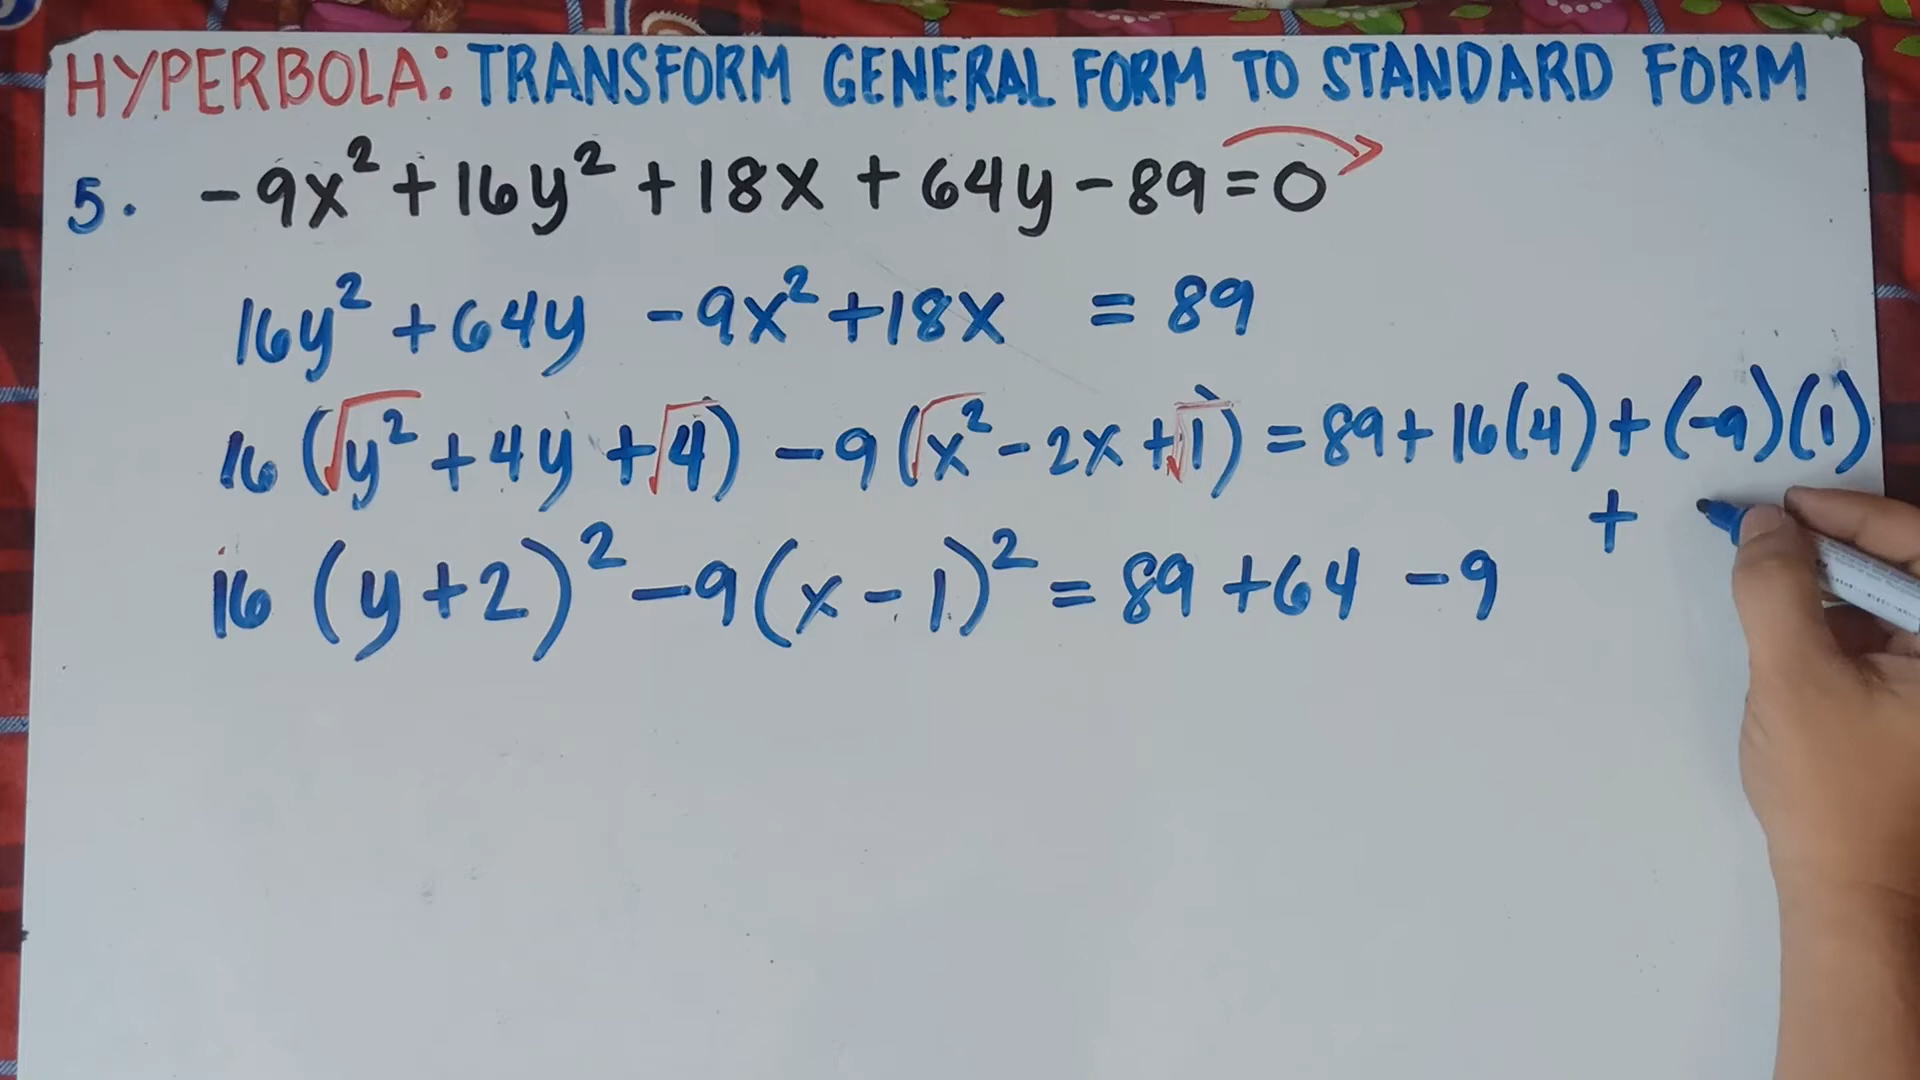 HYPERBOLA: TRANSFORM GENERAL FORM TO STANDARD FORM
5. -9x² + 16y² + 18x + 64y - 89 = 0
16y² + 64y - 9x² + 18x = 89
16 (√y² + 4y + √4) - 9 (√x² - 2x + √1) = 89 + 16(4) + (-9)(1)
+
16 (y+2)² - 9 (x - 1)² = 89 + 64 - 9